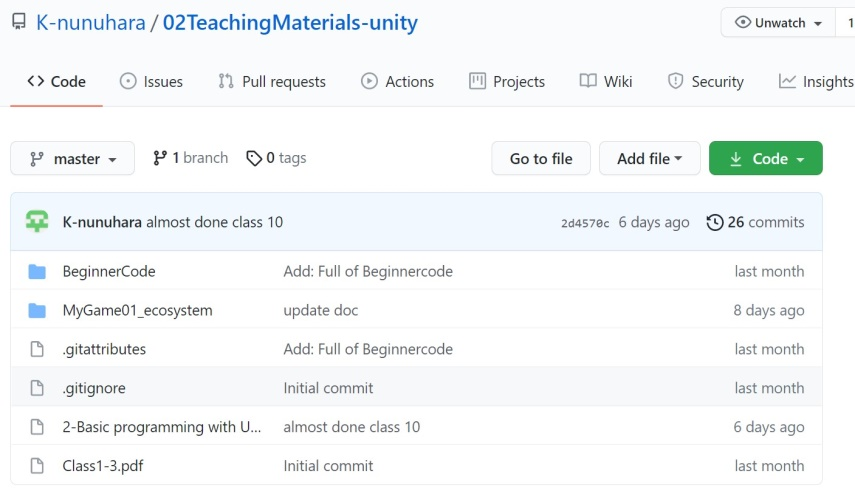 K-nunuhara / 02TeachingMaterials-unity
Unwatch 1
Code Issues Pull requests Actions Projects Wiki Security Insights
master 1 branch 0 tags Go to file Add file Code
K-nunuhara almost done class 10 2d4570c 6 days ago 26 commits
BeginnerCode Add: Full of Beginnercode last month
MyGame01_ecosystem update doc 8 days ago
.gitattributes Add: Full of Beginnercode last month
.gitignore Initial commit last month
2-Basic programming with U... almost done class 10 6 days ago
Class1-3.pdf Initial commit last month